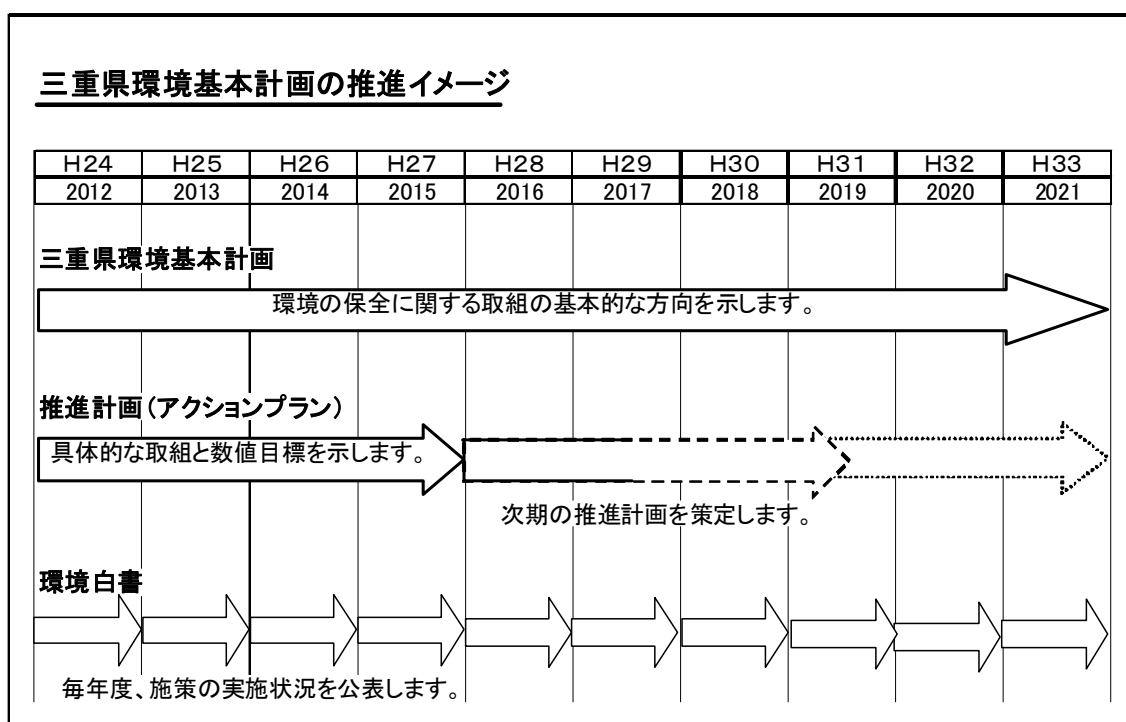 三重県環境基本計画の推進イメージ
H24 H25 H26 H27 H28 H29 H30 H31 H32 H33
2012 2013 2014 2015 2016 2017 2018 2019 2020 2021
三重県環境基本計画
環境の保全に関する取組の基本的な方向を示します。
推進計画(アクションプラン)
具体的な取組と数値目標を示します。
次期の推進計画を策定します。
環境白書
毎年度、施策の実施状況を公表します。